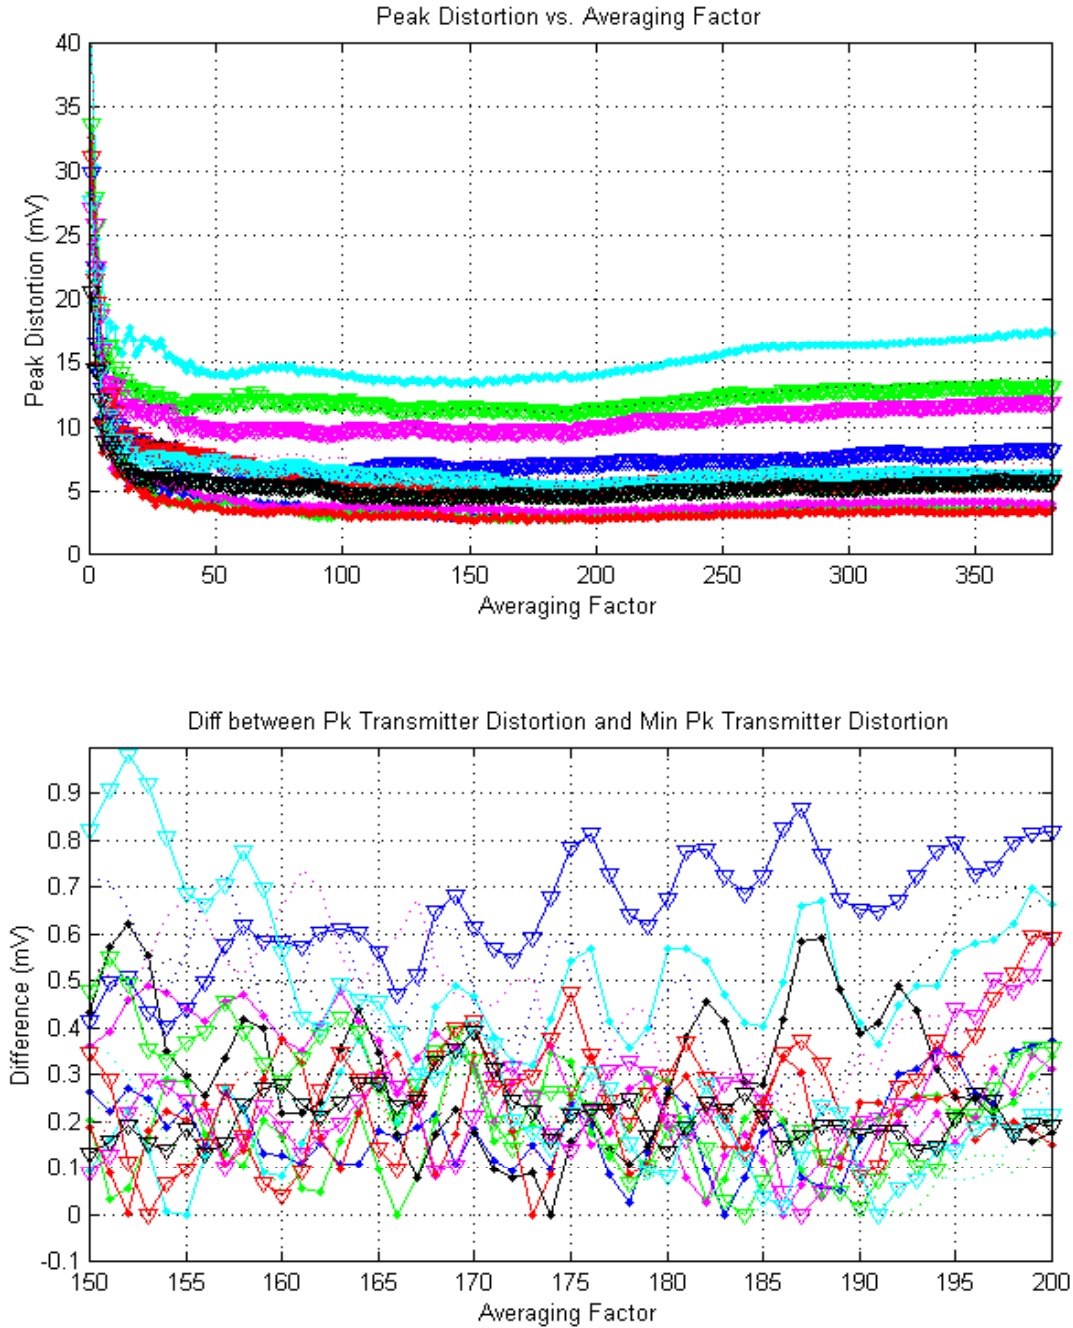 Peak Distortion vs. Averaging Factor
40
35
30
25
20
15
10
5
0
Peak Distortion (mV)
0 50 100 150 200 250 300 350
Averaging Factor
Diff between Pk Transmitter Distortion and Min Pk Transmitter Distortion
0.9
0.8
0.7
0.6
0.5
0.4
0.3
0.2
0.1
0
-0.1
Difference (mV)
150 155 160 165 170 175 180 185 190 195 200
Averaging Factor